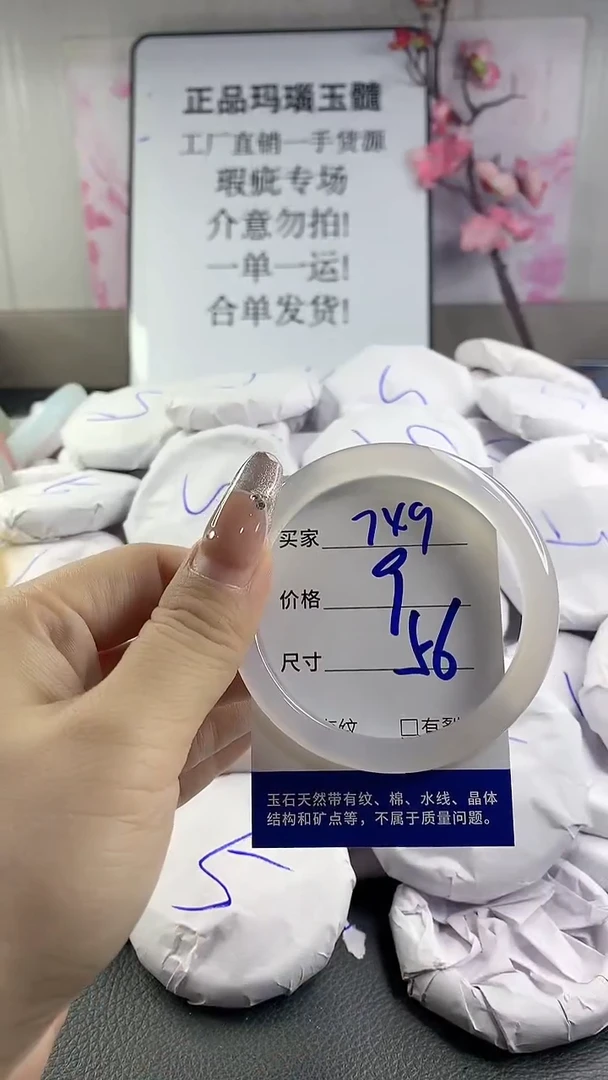 正品玛瑙玉髓
工厂直销一手货源
瑕疵专场
介意勿拍!
一单一运!
合单发货!
买家 749
价格 9
尺寸 56
纹 □有裂
玉石天然带有纹、棉、水线、晶体
结构和矿点等，不属于质量问题。